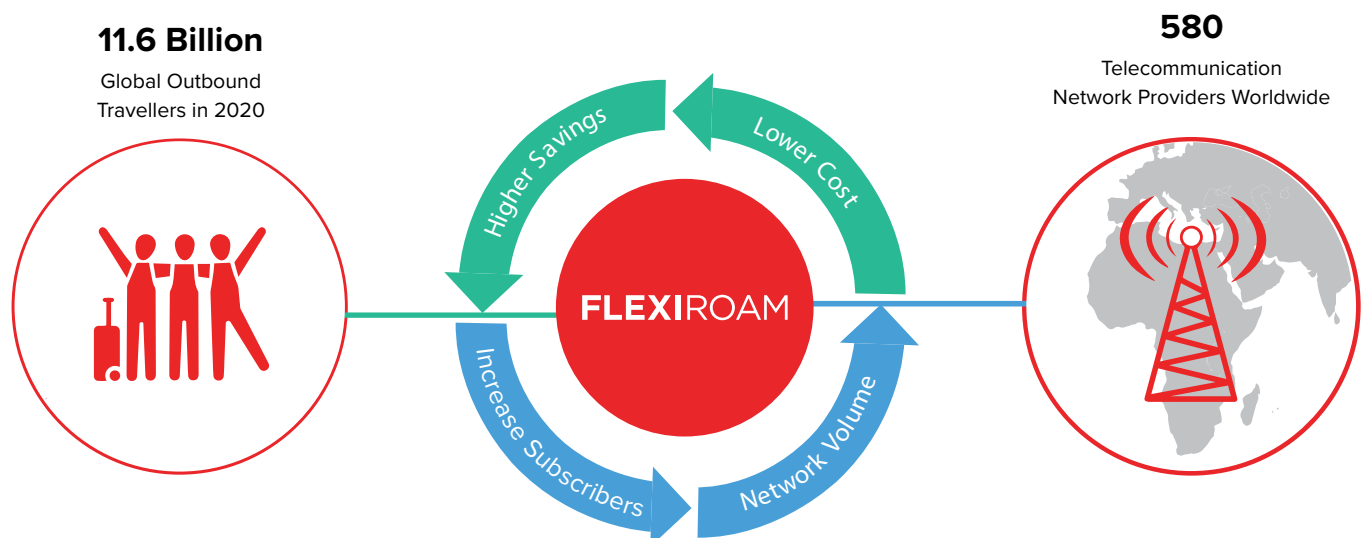 11.6 Billion
Global Outbound
Travellers in 2020
580
Telecommunication
Network Providers Worldwide
Higher Savings
Lower Cost
FLEXIROAM
Increase Subscribers
Network Volume